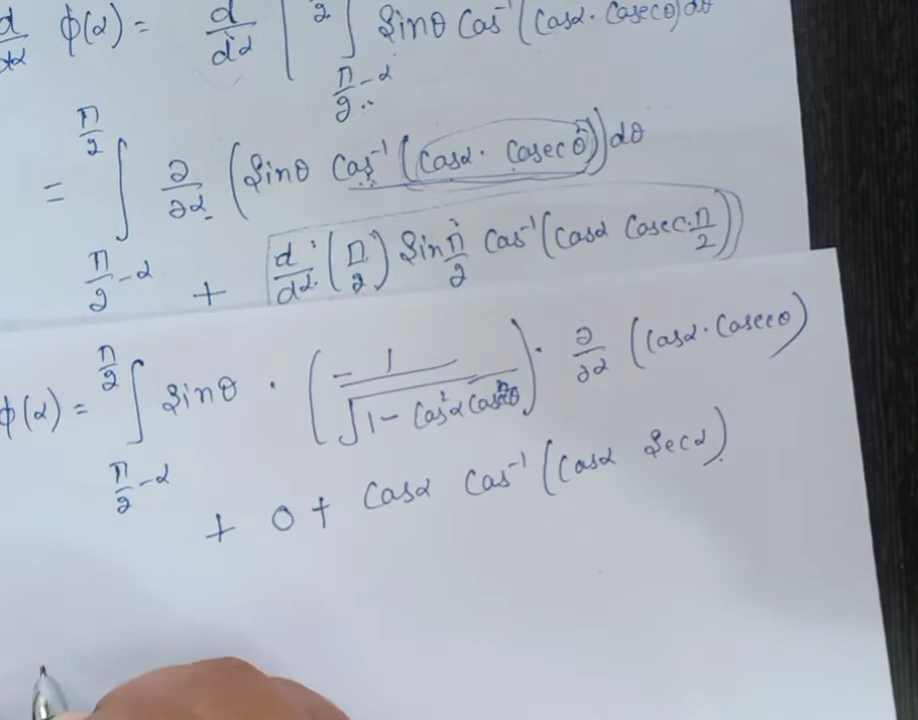 d/dα ϕ(α) = d/dα [ π/2 ∫ π/2-α Sinθ Cos⁻¹ (Cosα. Cosecθ) dθ
= ∫ π/2 π/2-α ∂/∂α (Sinθ Cos⁻¹ (Cosα. Cosecθ)) dθ
+ d/dα (π/2) Sin π/2 Cos⁻¹ (Cosα Cosec. π/2))
ϕ(α) = ∫ π/2 π/2-α Sinθ . (- 1/√1 - Cos²α Cosec²θ) . ∂/∂α (Cosα. Cosecθ)
+ 0 + Cosα Cos⁻¹ (Cosα Secα).